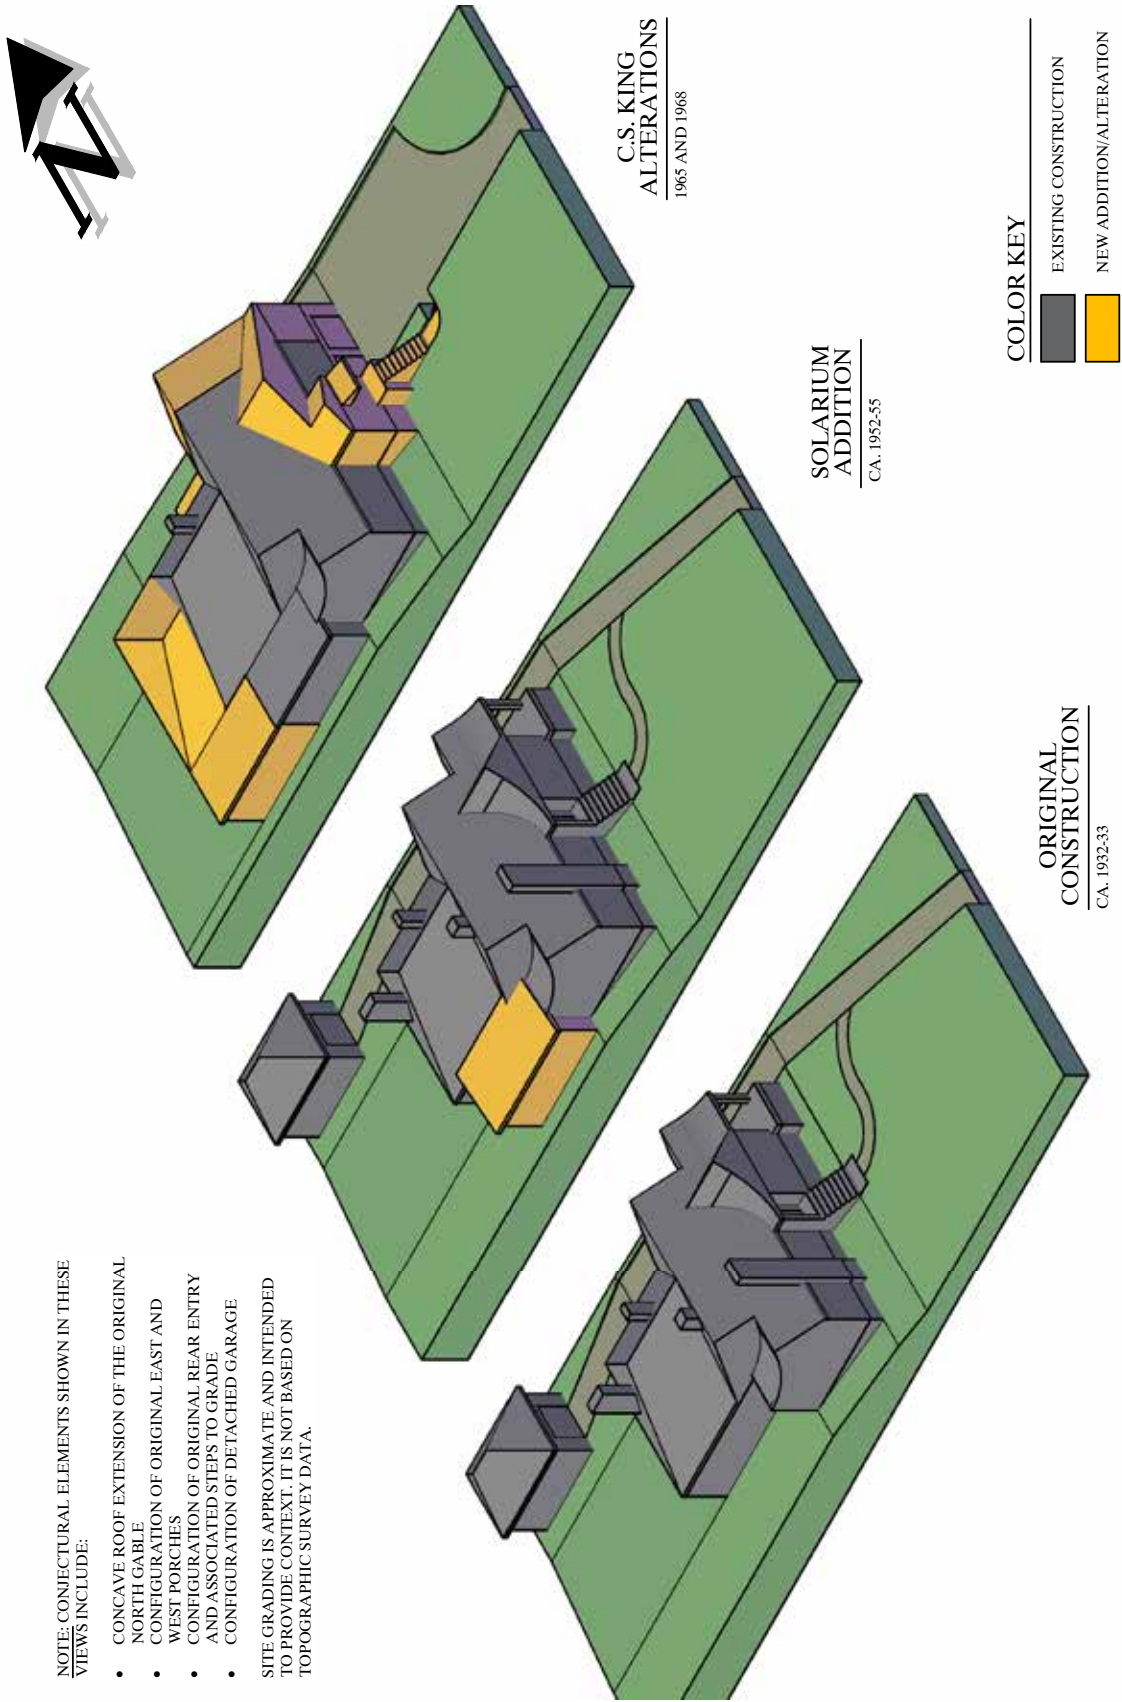 NOTE: CONJECTURAL ELEMENTS SHOWN IN THESE
VIEWS INCLUDE:
• CONCAVE ROOF EXTENSION OF THE ORIGINAL
NORTH GABLE
• CONFIGURATION OF ORIGINAL EAST AND
WEST PORCHES
• CONFIGURATION OF ORIGINAL REAR ENTRY
AND ASSOCIATED STEPS TO GRADE
• CONFIGURATION OF DETACHED GARAGE
SITE GRADING IS APPROXIMATE AND INTENDED
TO PROVIDE CONTEXT. IT IS NOT BASED ON
TOPOGRAPHIC SURVEY DATA.
N
C.S. KING
ALTERATIONS
1965 AND 1968
SOLARIUM
ADDITION
CA. 1952-55
ORIGINAL
CONSTRUCTION
CA. 1932-33
COLOR KEY
EXISTING CONSTRUCTION
NEW ADDITION/ALTERATION